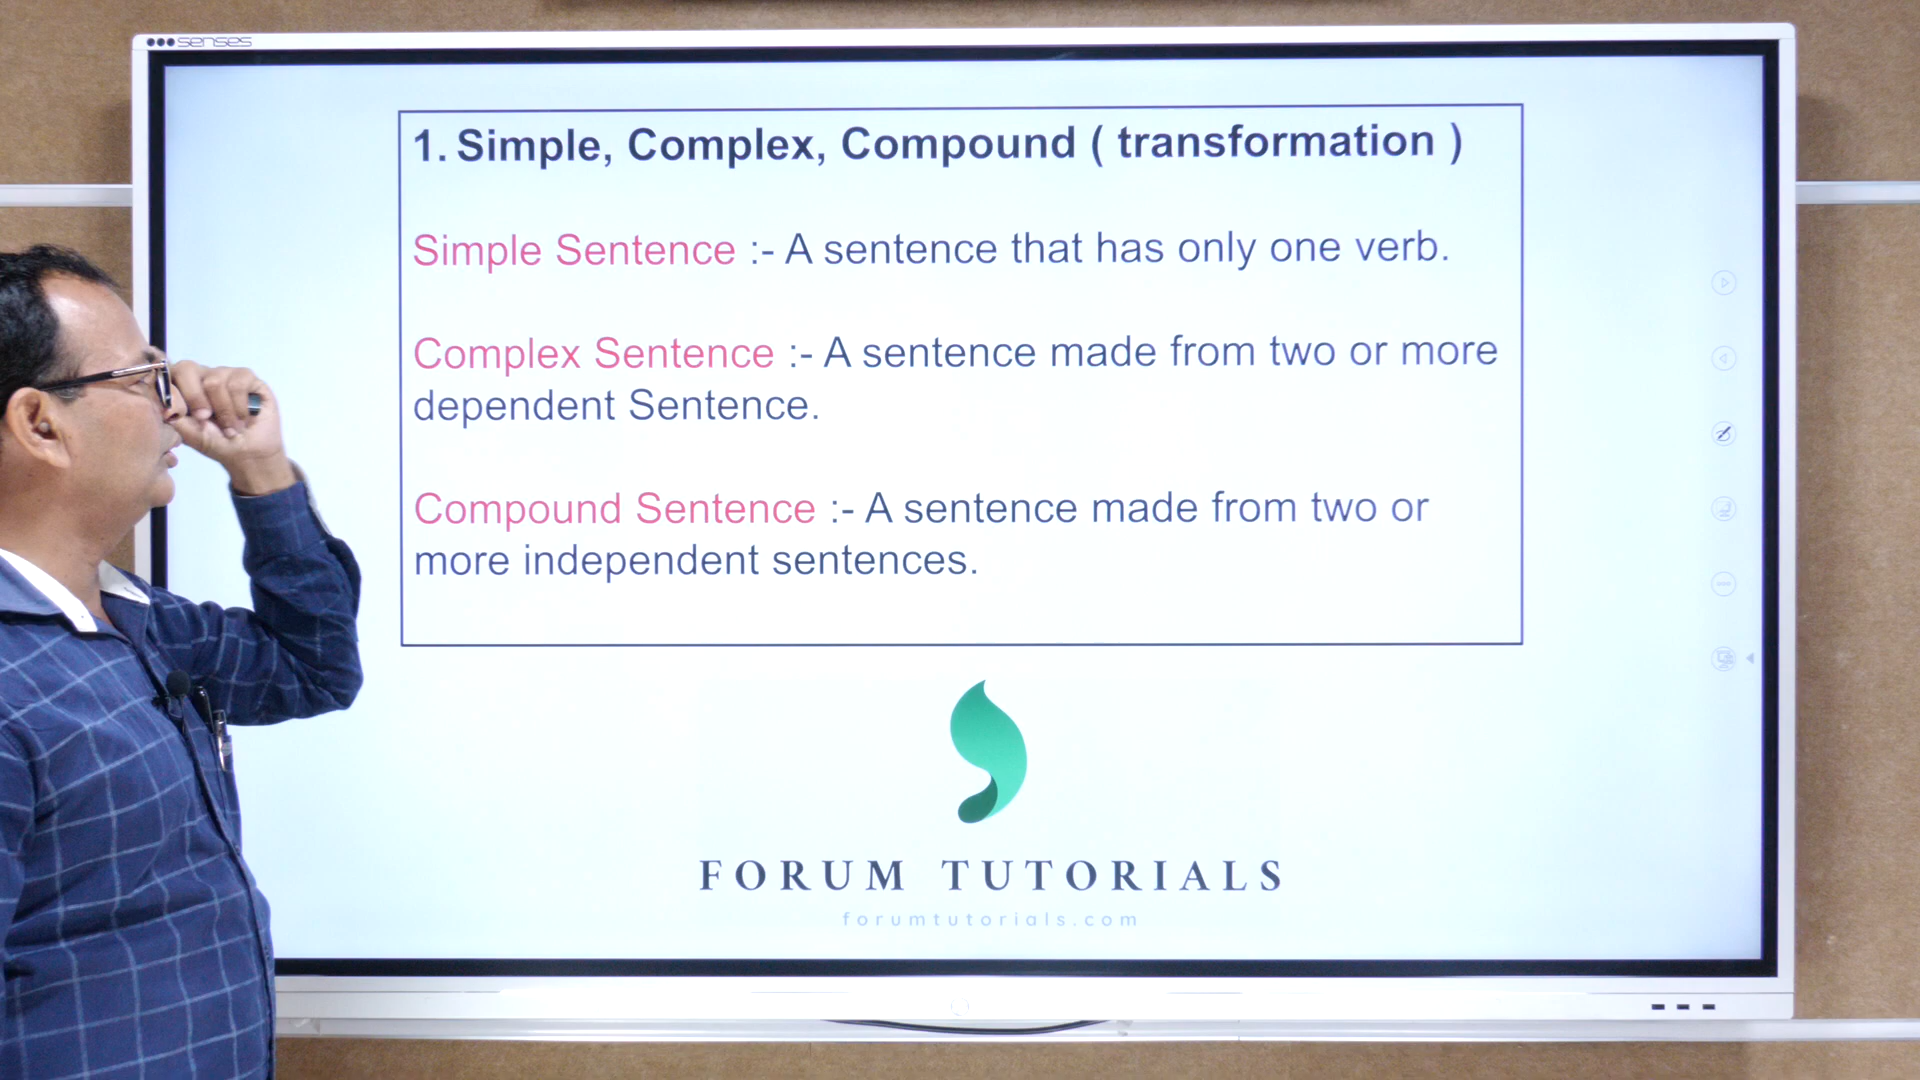 senses
1. Simple, Complex, Compound ( transformation )
Simple Sentence :- A sentence that has only one verb.
Complex Sentence :- A sentence made from two or more
dependent Sentence.
Compound Sentence :- A sentence made from two or
more independent sentences.
FORUM TUTORIALS
forumtutorials.com